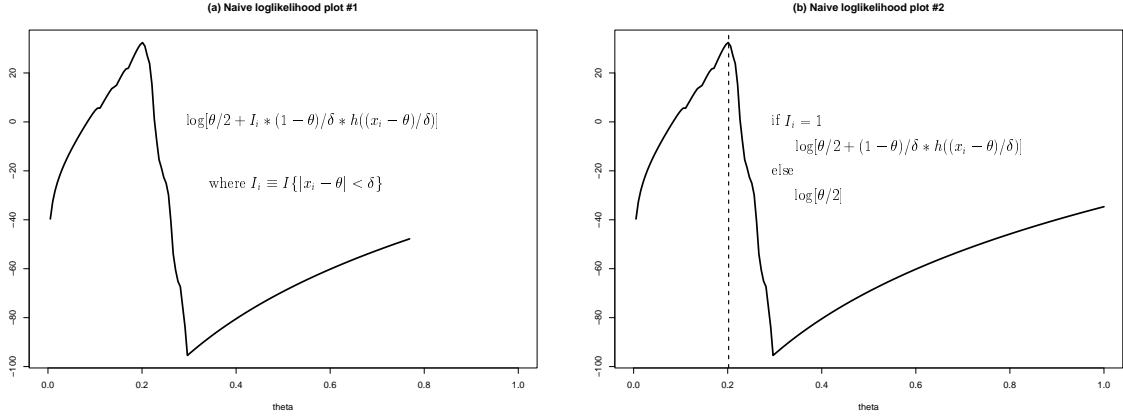 (a) Naive loglikelihood plot #1
20
0
−20
−40
−60
−80
−100
log[θ/2 + I_i ∗ (1 − θ)/δ ∗ h((x_i − θ)/δ)]
where I_i ≡ I{|x_i − θ| < δ}
0.0 0.2 0.4 0.6 0.8 1.0
theta
(b) Naive loglikelihood plot #2
20
0
−20
−40
−60
−80
−100
if I_i = 1
log[θ/2 + (1 − θ)/δ ∗ h((x_i − θ)/δ)]
else
log[θ/2]
0.0 0.2 0.4 0.6 0.8 1.0
theta